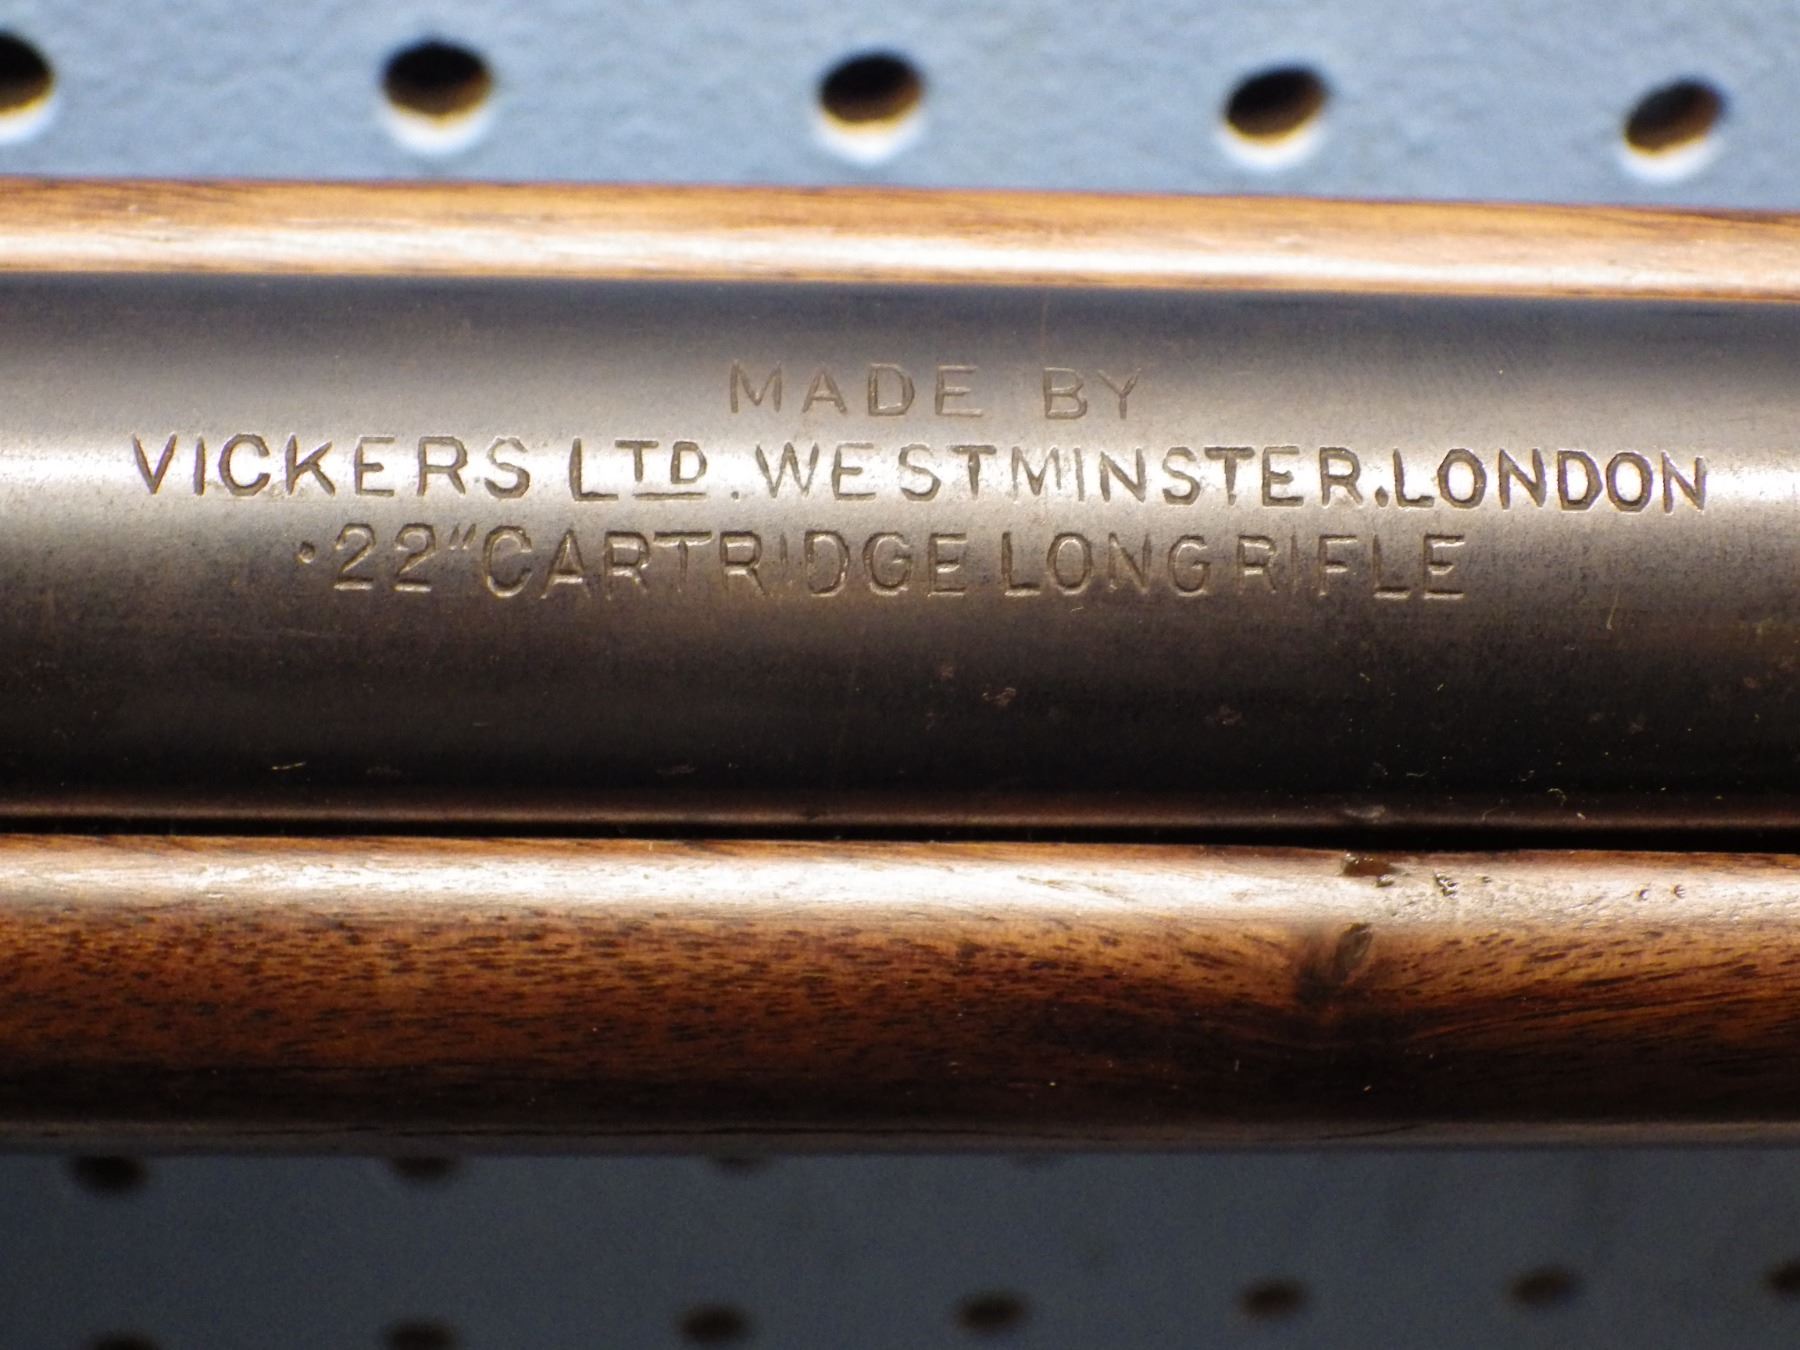 MADE BY
VICKERS LTD. WESTMINSTER. LONDON
·22" CARTRIDGE LONG RIFLE